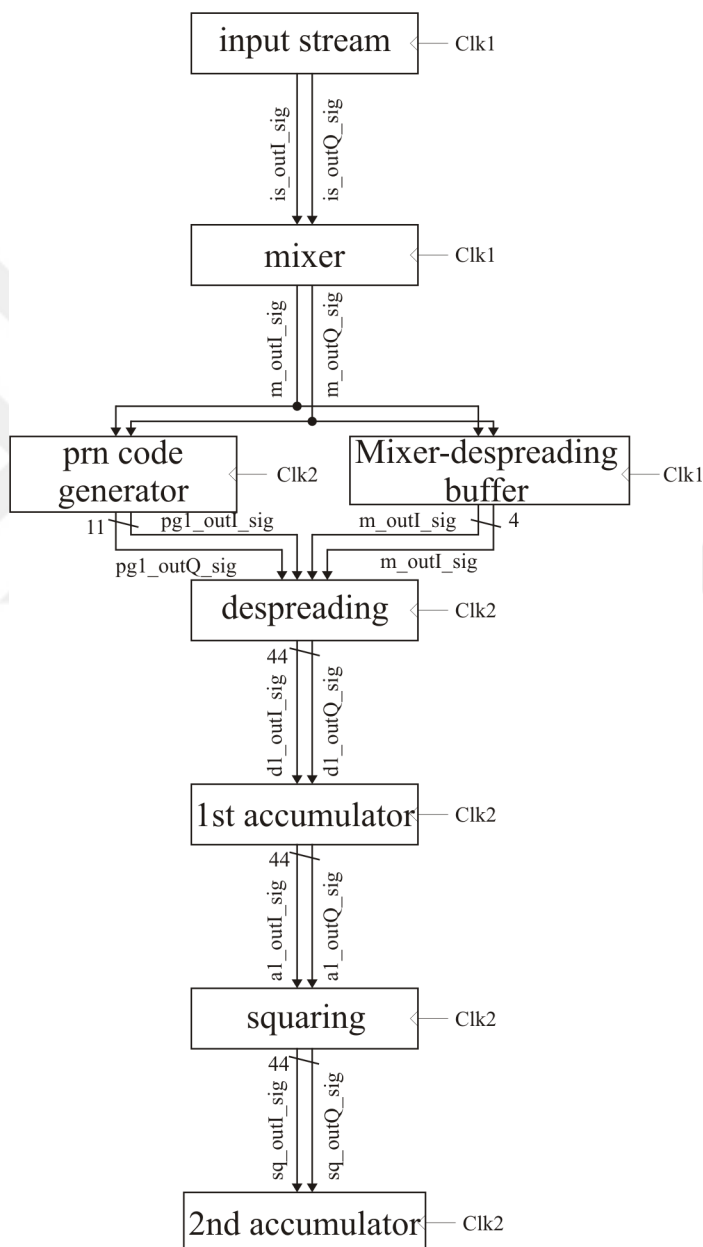 input stream
Clk1
is_outI_sig
is_outQ_sig
mixer
Clk1
m_outI_sig
m_outQ_sig
prn code
generator
Clk2
Mixer-despreading
buffer
Clk1
11
pg1_outI_sig
m_outI_sig
4
pg1_outQ_sig
m_outI_sig
despreading
Clk2
44
d1_outI_sig
d1_outQ_sig
1st accumulator
Clk2
44
a1_outI_sig
a1_outQ_sig
squaring
Clk2
44
sq_outI_sig
sq_outQ_sig
2nd accumulator
Clk2